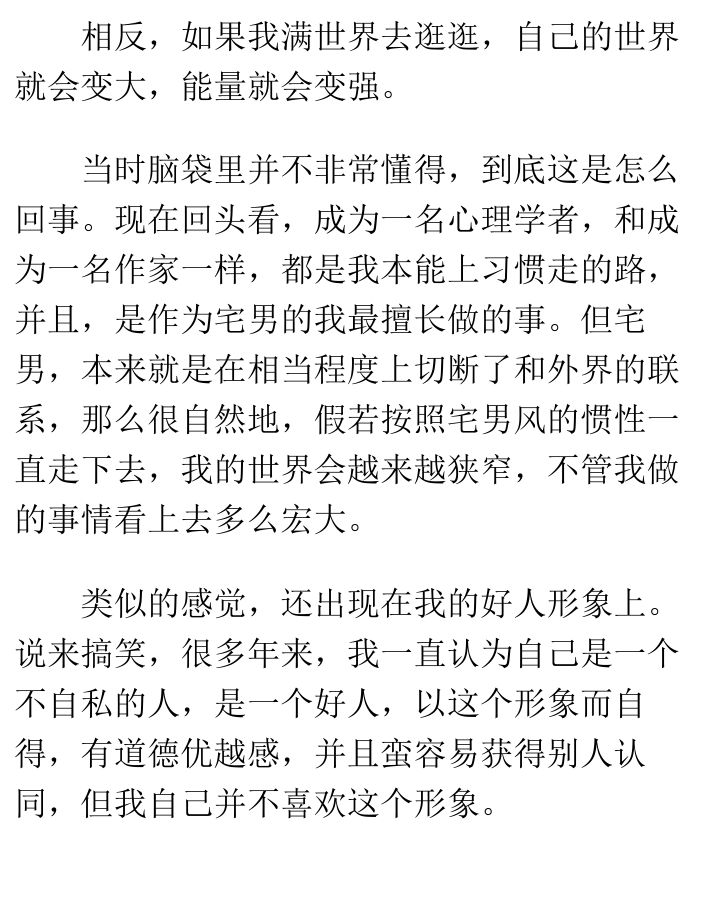 相反，如果我满世界去逛逛，自己的世界
就会变大，能量就会变强。
当时脑袋里并不非常懂得，到底这是怎么
回事。现在回头看，成为一名心理学者，和成
为一名作家一样，都是我本能上习惯走的路，
并且，是作为宅男的我最擅长做的事。但宅
男，本来就是在相当程度上切断了和外界的联
系，那么很自然地，假若按照宅男风的惯性一
直走下去，我的世界会越来越狭窄，不管我做
的事情看上去多么宏大。
类似的感觉，还出现在我的好人形象上。
说来搞笑，很多年来，我一直认为自己是一个
不自私的人，是一个好人，以这个形象而自
得，有道德优越感，并且蛮容易获得别人认
同，但我自己并不喜欢这个形象。